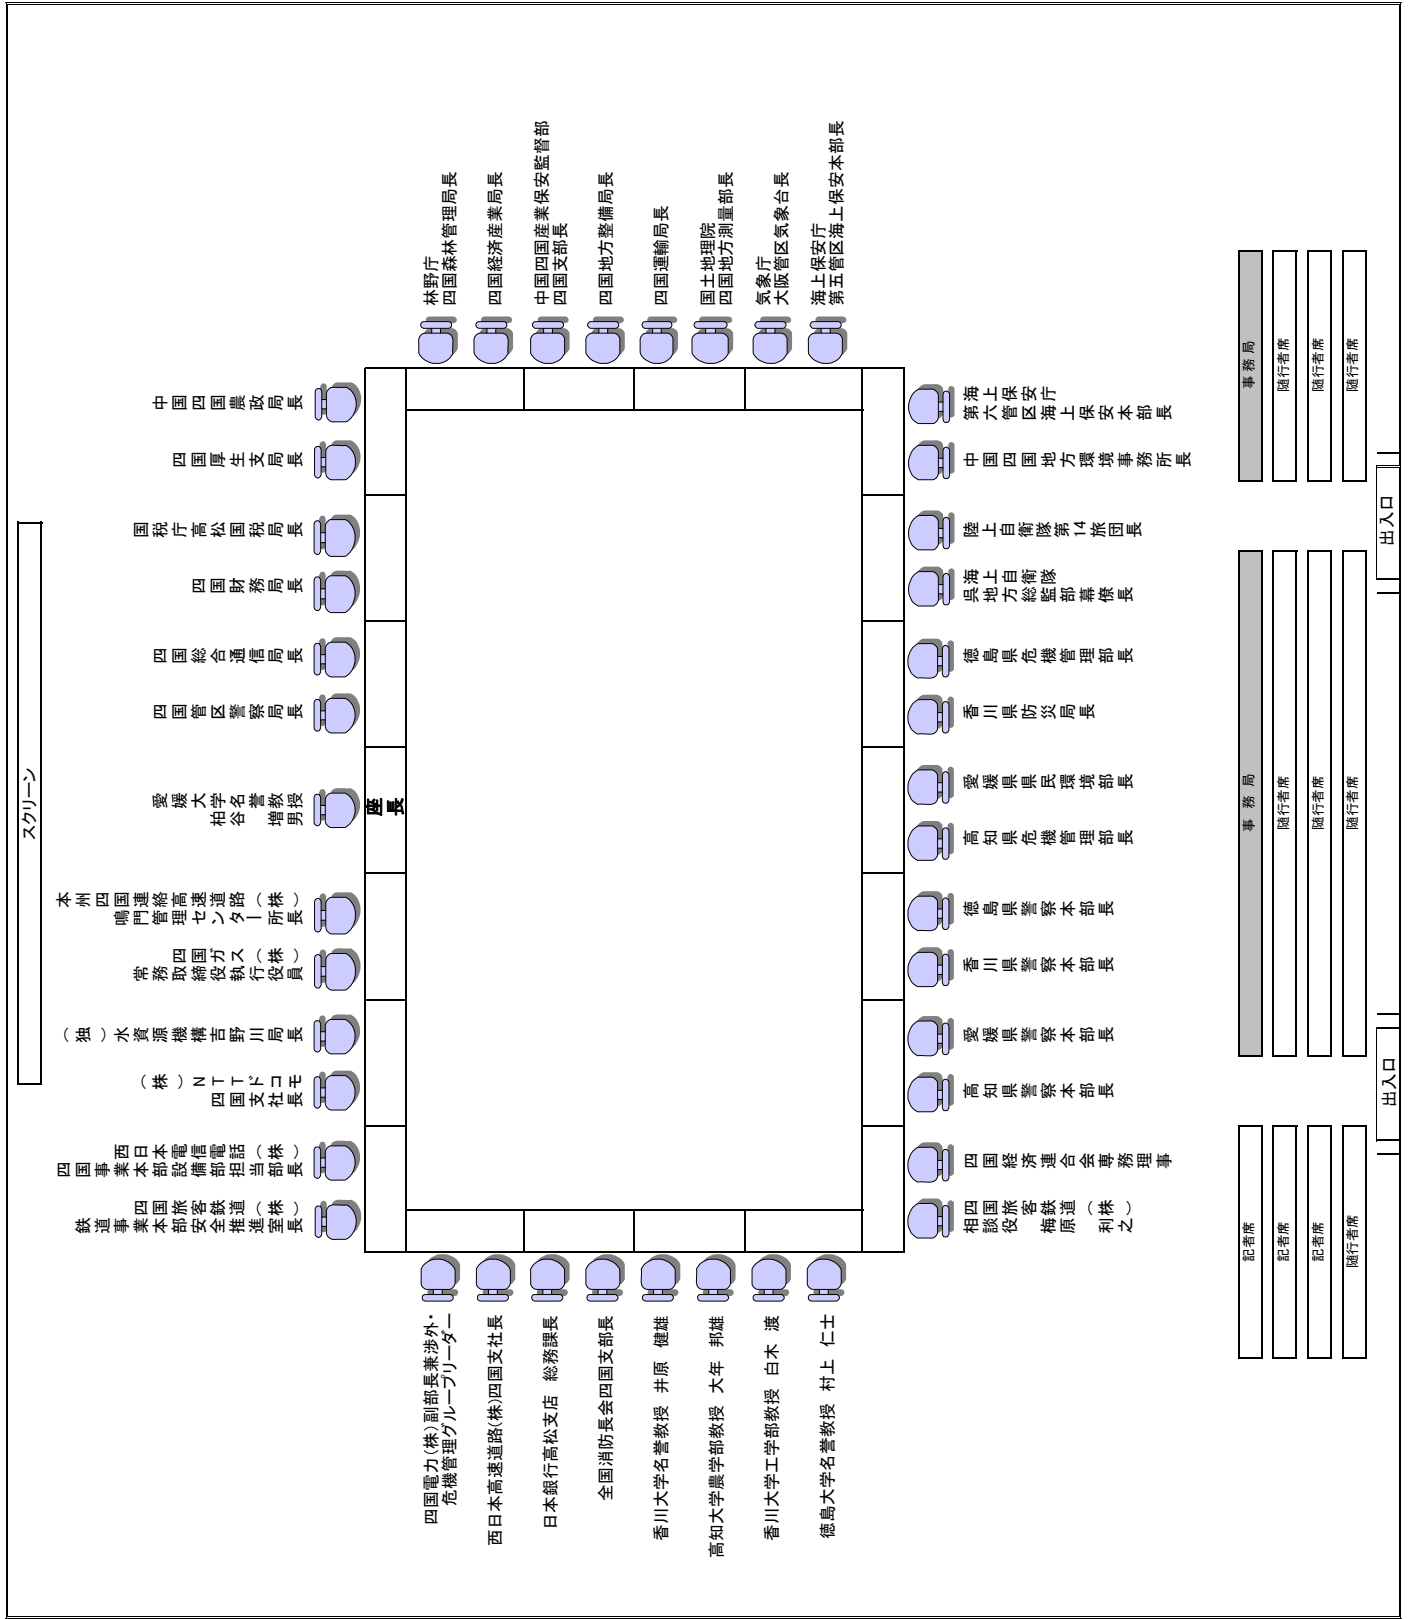 スクリーン
四国旅客鉄道(株)
鉄道事業本部安全推進室長
西日本電信電話(株)
四国事業本部設備部担当部長
(株)NTTドコモ
四国支社長
(独)水資源機構吉野川局長
四国ガス(株)
常務取締役執行役員
本州四国連絡高速道路(株)
鳴門管理センター所長
愛媛大学名誉教授
柏谷 増男
座長
四国管区警察局長
四国総合通信局長
四国財務局長
国税庁高松国税局長
四国厚生支局長
中国四国農政局長
林野庁
四国森林管理局長
四国経済産業局長
中国四国産業保安監督部
四国支部長
四国地方整備局長
四国運輸局長
国土地理院
四国地方測量部長
気象庁
大阪管区気象台長
海上保安庁
第五管区海上保安本部長
海上保安庁
第六管区海上保安本部長
中国四国地方環境事務所長
陸上自衛隊第14旅団長
海上自衛隊
呉地方総監部幕僚長
徳島県危機管理部長
香川県防災局長
愛媛県県民環境部長
高知県危機管理部長
徳島県警察本部長
香川県警察本部長
愛媛県警察本部長
高知県警察本部長
四国経済連合会専務理事
四国旅客鉄道(株)
相談役 梅原 利之
四国電力(株)副部長兼渉外・
危機管理グループリーダー
西日本高速道路(株)四国支社長
日本銀行高松支店 総務課長
全国消防長会四国支部長
香川大学名誉教授 井原 健雄
高知大学農学部教授 大年 邦雄
香川大学工学部教授 白木 渡
徳島大学名誉教授 村上 仁士
記者席
事務局
事務局
記者席
随行者席
随行者席
記者席
随行者席
随行者席
随行者席
随行者席
随行者席
出入口
出入口